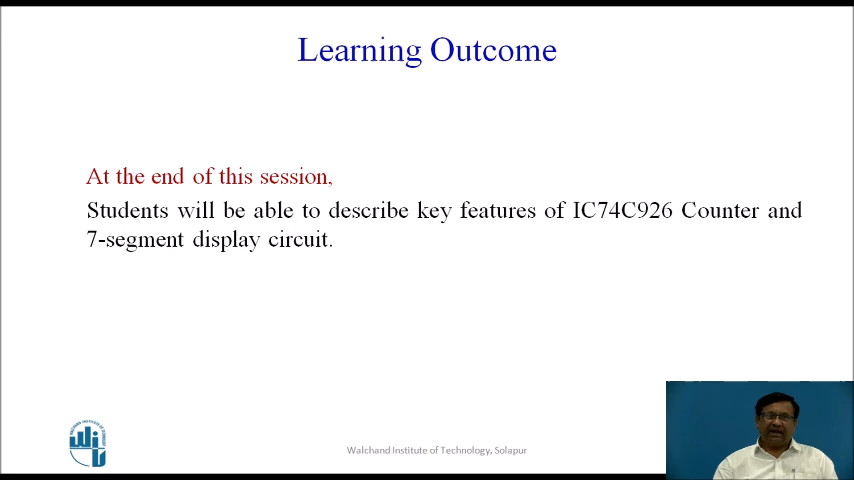 Learning Outcome
At the end of this session,
Students will be able to describe key features of IC74C926 Counter and
7-segment display circuit.
Walchand Institute of Technology, Solapur